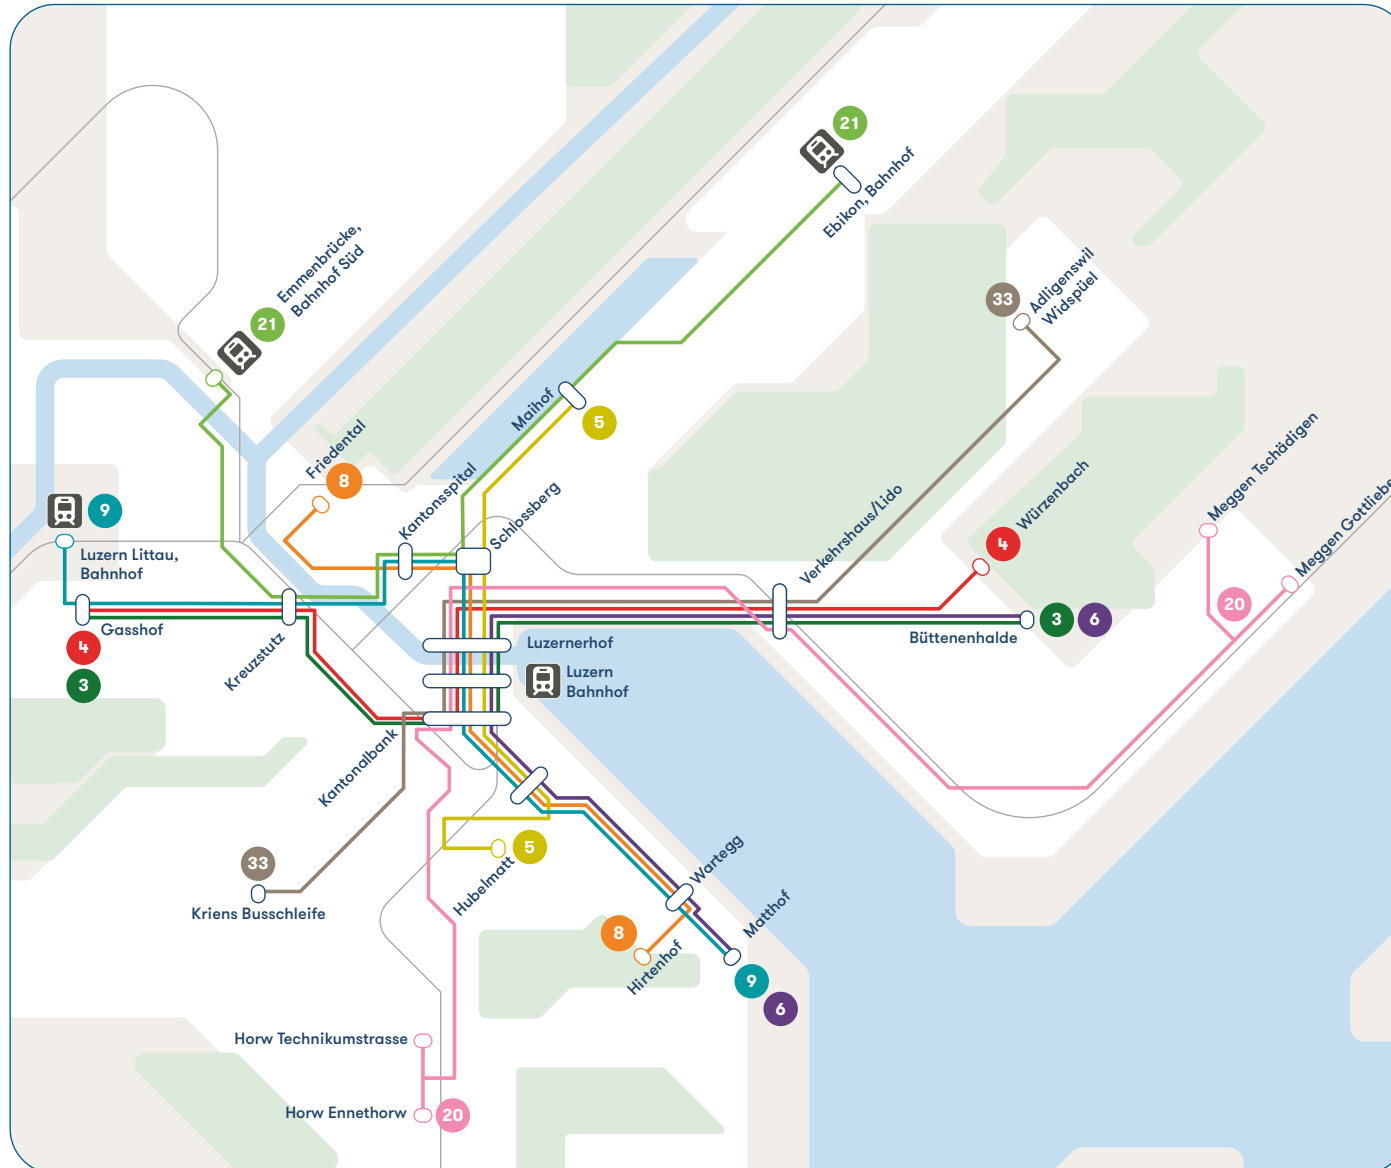 21
Ebikon, Bahnhof
Emmenbrücke,
Bahnhof Süd
21
33
Adligenswil
Widspüel
Maihof
5
Friedental
8
Kantonsspital
Schlossberg
9
Luzern Littau,
Bahnhof
Gasshof
4
3
Kreuzstutz
Verkehrshaus/Lido
4
Würzenbach
Meggen Tschädigen
Meggen Gottliebe
20
Büttenenhalde
3
6
Luzernerhof
Luzern
Bahnhof
Kantonalbank
33
Kriens Busschleife
5
Hubelmatt
Wartegg
Matthof
8
Hirtenhof
9
6
Horw Technikumstrasse
Horw Ennethorw
20